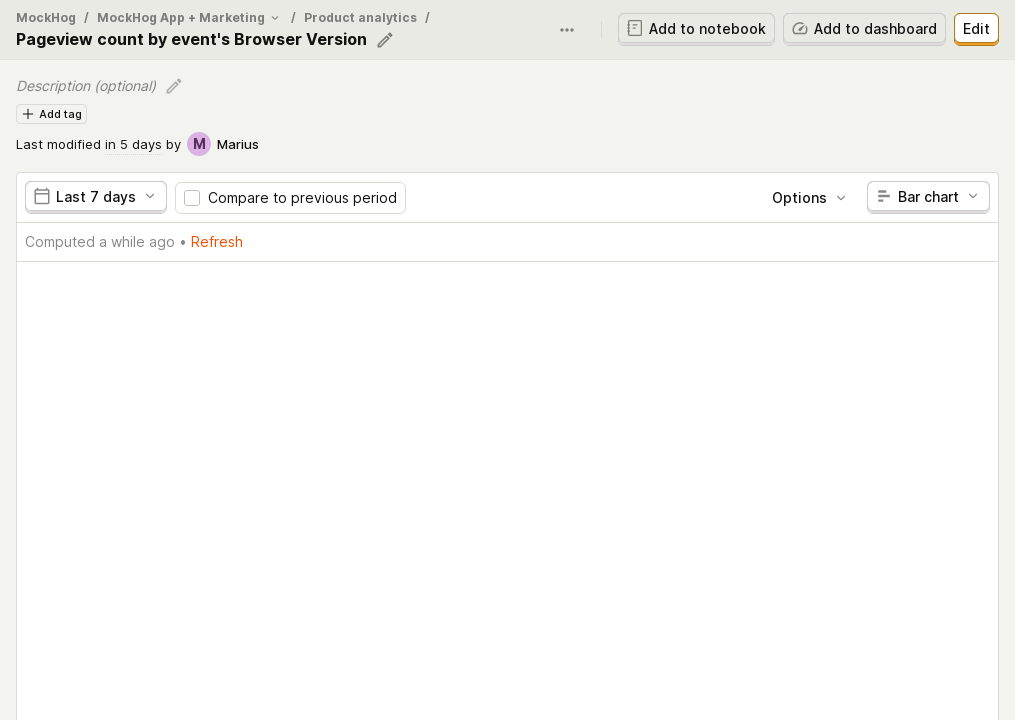 MockHog / MockHog App + Marketing / Product analytics /
Pageview count by event's Browser Version
Add to notebook
Add to dashboard
Edit
Description (optional)
Add tag
Last modified in 5 days by M Marius
Last 7 days
Compare to previous period
Options
Bar chart
Computed a while ago • Refresh